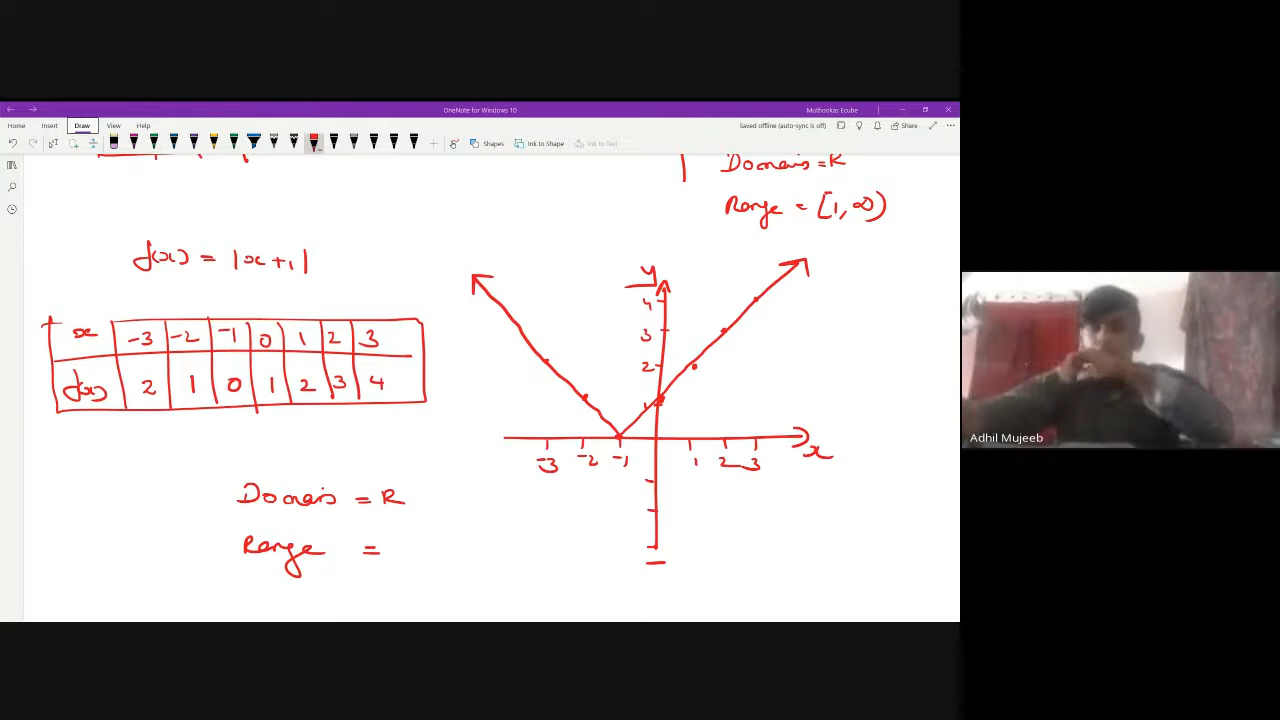 OneNote for Windows 10
Muthookas Ecube
Home Insert Draw View Help
Saved offline (auto-sync is off)
Share
Shapes
Ink to Shape
Ink to Text
Domain = R
Range = [1, ∞)
f(x) = |x+1|
x -3 -2 -1 0 1 2 3
f(x) 2 1 0 1 2 3 4
y
4
3
2
1
-3 -2 -1 1 2 3
x
Domain = R
Range =
Adhil Mujeeb